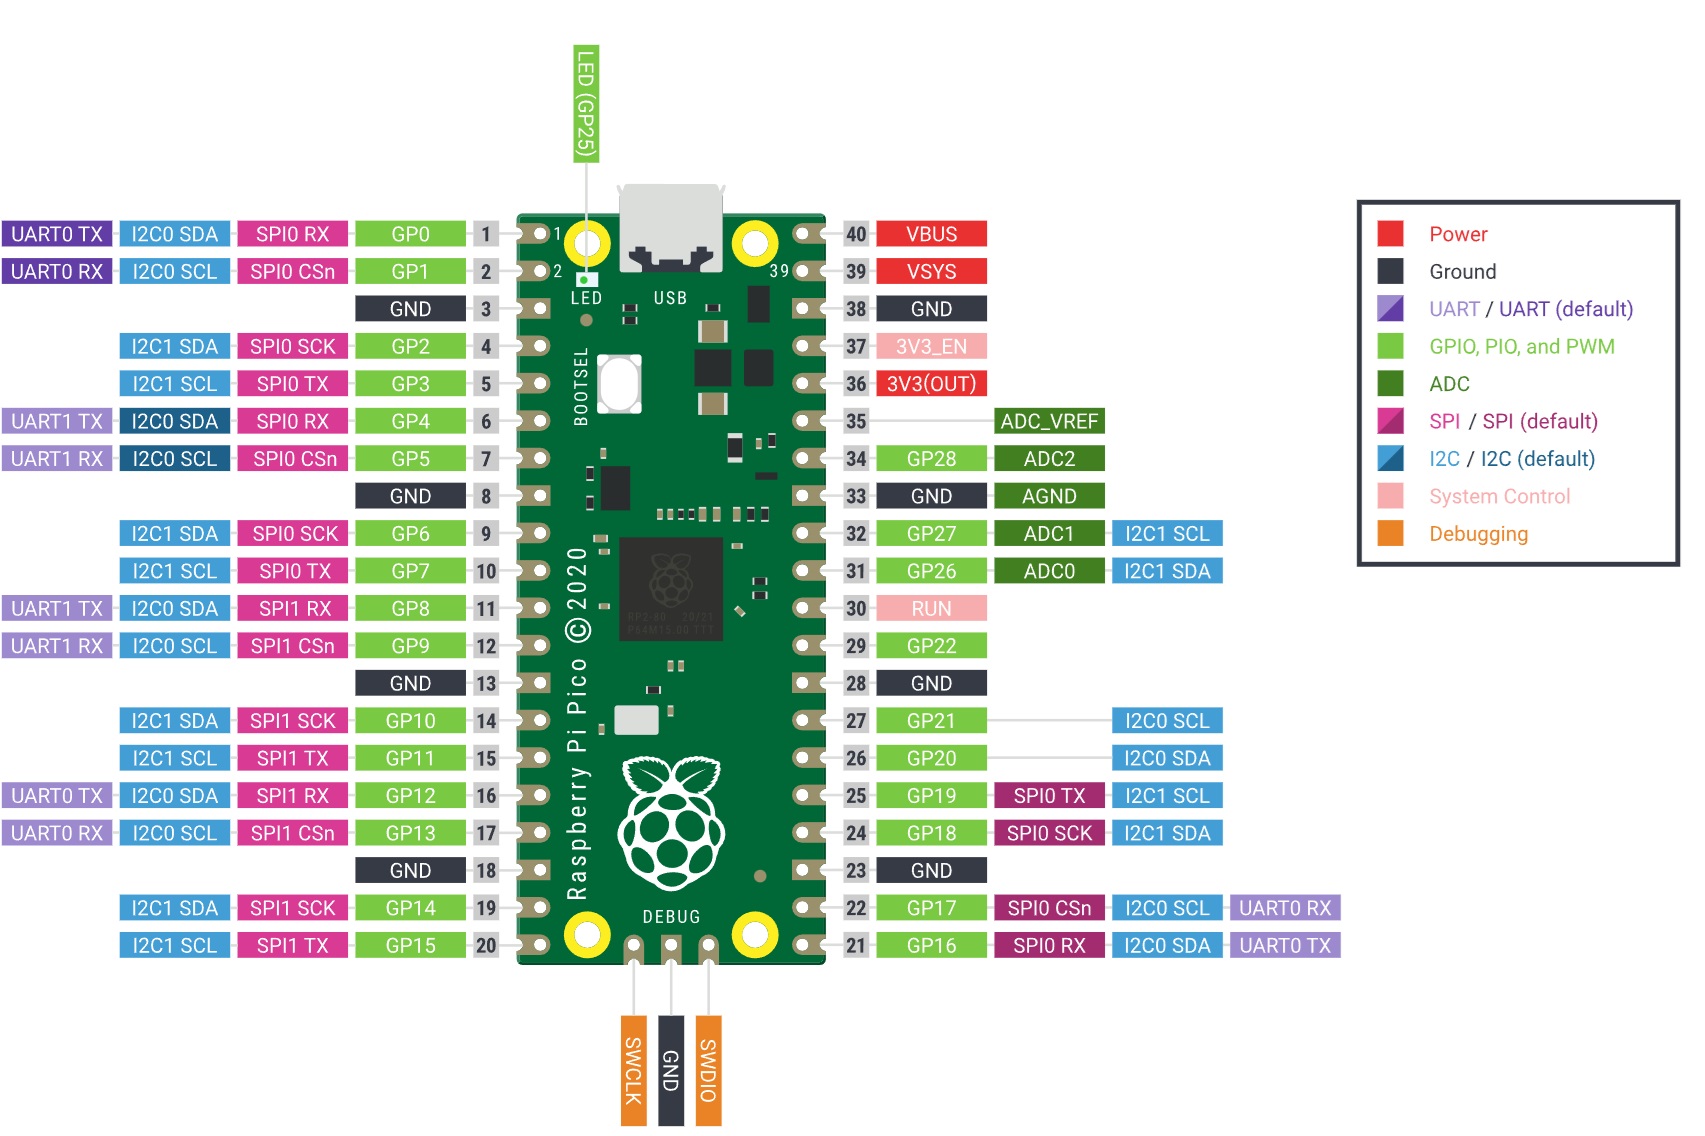 LED (GP25)
UART0 TX I2C0 SDA SPI0 RX GP0 1 1 40 VBUS
UART0 RX I2C0 SCL SPI0 CSn GP1 2 2 39 39 VSYS
LED USB
GND 3 38 GND
I2C1 SDA SPI0 SCK GP2 4 37 3V3_EN
I2C1 SCL SPI0 TX GP3 5 36 3V3(OUT)
BOOTSEL
UART1 TX I2C0 SDA SPI0 RX GP4 6 35 ADC_VREF
UART1 RX I2C0 SCL SPI0 CSn GP5 7 34 GP28 ADC2
GND 8 33 GND AGND
I2C1 SDA SPI0 SCK GP6 9 32 GP27 ADC1 I2C1 SCL
I2C1 SCL SPI0 TX GP7 10 31 GP26 ADC0 I2C1 SDA
UART1 TX I2C0 SDA SPI1 RX GP8 11 30 RUN
UART1 RX I2C0 SCL SPI1 CSn GP9 12 29 GP22
GND 13 28 GND
I2C1 SDA SPI1 SCK GP10 14 27 GP21 I2C0 SCL
I2C1 SCL SPI1 TX GP11 15 26 GP20 I2C0 SDA
UART0 TX I2C0 SDA SPI1 RX GP12 16 25 GP19 SPI0 TX I2C1 SCL
UART0 RX I2C0 SCL SPI1 CSn GP13 17 24 GP18 SPI0 SCK I2C1 SDA
GND 18 23 GND
I2C1 SDA SPI1 SCK GP14 19 22 GP17 SPI0 CSn I2C0 SCL UART0 RX
I2C1 SCL SPI1 TX GP15 20 21 GP16 SPI0 RX I2C0 SDA UART0 TX
Raspberry Pi Pico © 2020
DEBUG
SWCLK
GND
SWDIO
Power
Ground
UART / UART (default)
GPIO, PIO, and PWM
ADC
SPI / SPI (default)
I2C / I2C (default)
System Control
Debugging